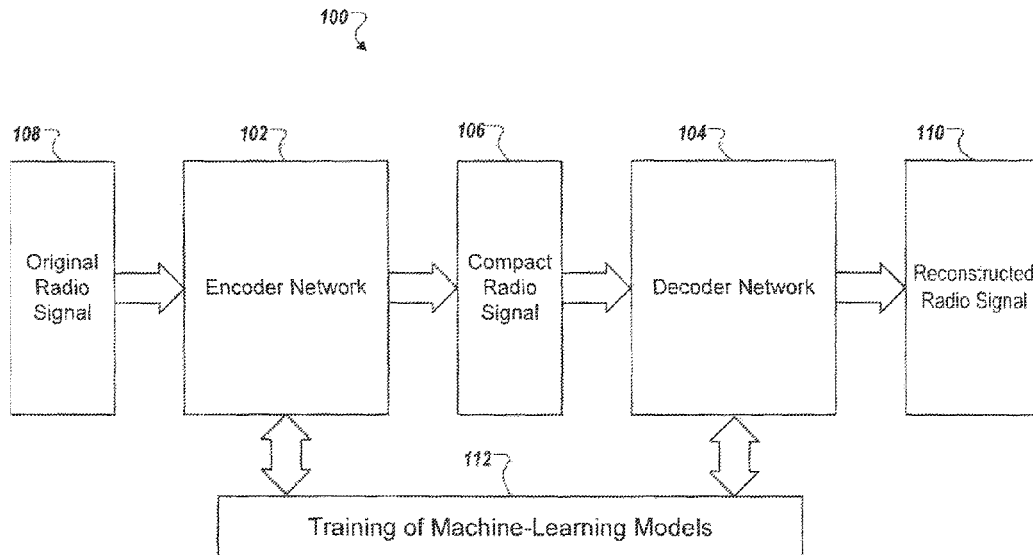 100
108
102
106
104
110
Original
Radio
Signal
Encoder Network
Compact
Radio
Signal
Decoder Network
Reconstructed
Radio Signal
112
Training of Machine-Learning Models